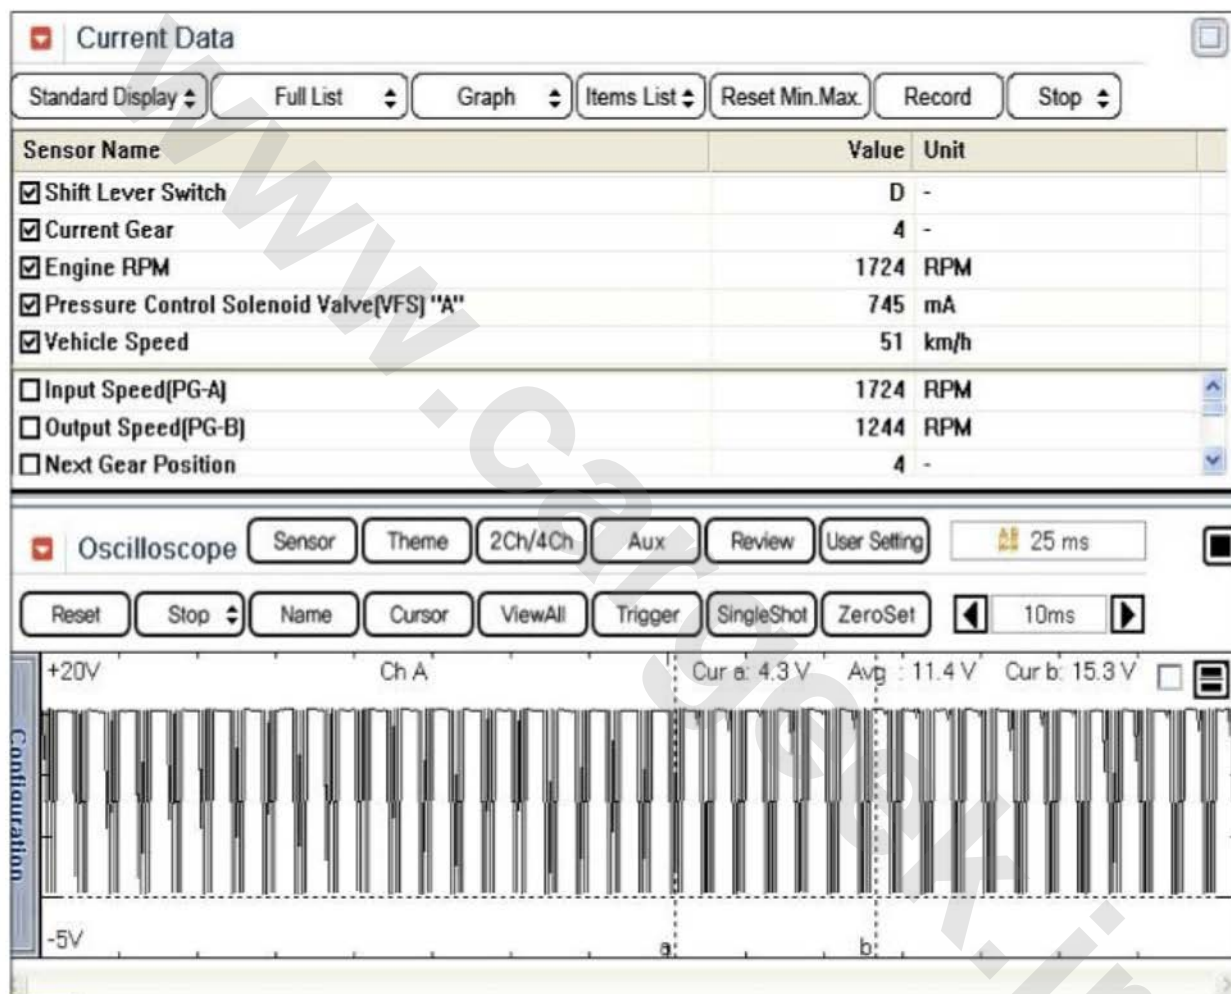 Current Data
Standard Display Full List Graph Items List Reset Min.Max. Record Stop
Sensor Name Value Unit
Shift Lever Switch D -
Current Gear 4 -
Engine RPM 1724 RPM
Pressure Control Solenoid Valve(VFS) "A" 745 mA
Vehicle Speed 51 km/h
Input Speed(PG-A) 1724 RPM
Output Speed(PG-B) 1244 RPM
Next Gear Position 4 -
Oscilloscope Sensor Theme 2Ch/4Ch Aux Review User Setting 25 ms
Reset Stop Name Cursor ViewAll Trigger SingleShot ZeroSet 10ms
+20V Ch A Cur a: 4.3 V Avg : 11.4 V Cur b: 15.3 V
Configuration
-5V a b
www.cargeek.in